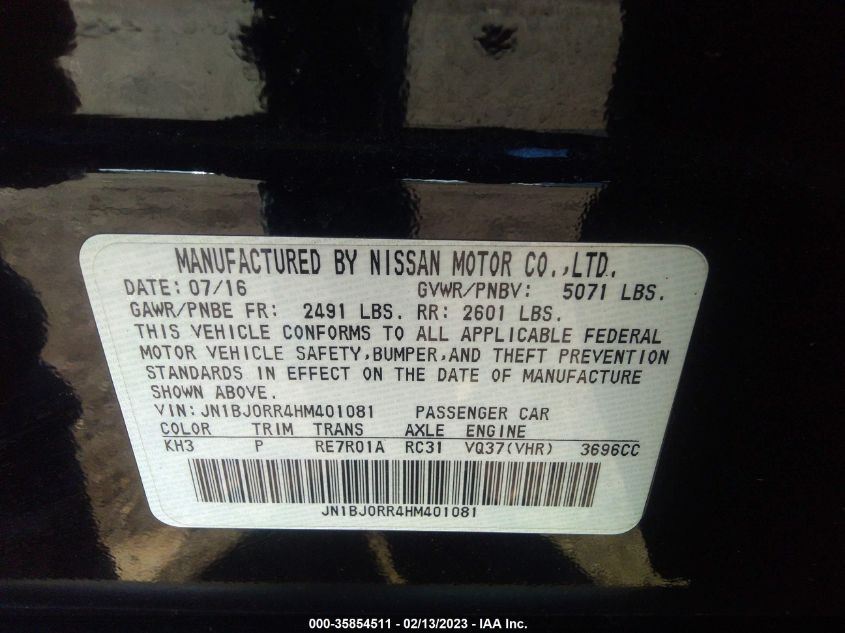 MANUFACTURED BY NISSAN MOTOR CO.,LTD.
DATE: 07/16 GVWR/PNBV: 5071 LBS.
GAWR/PNBE FR: 2491 LBS. RR: 2601 LBS.
THIS VEHICLE CONFORMS TO ALL APPLICABLE FEDERAL
MOTOR VEHICLE SAFETY,BUMPER,AND THEFT PREVENTION
STANDARDS IN EFFECT ON THE DATE OF MANUFACTURE
SHOWN ABOVE.
VIN: JN1BJ0RR4HM401081 PASSENGER CAR
COLOR TRIM TRANS AXLE ENGINE
KH3 P RE7R01A RC31 VQ37(VHR) 3696CC
JN1BJ0RR4HM401081
000-35854511 — 02/13/2023 — IAA Inc.